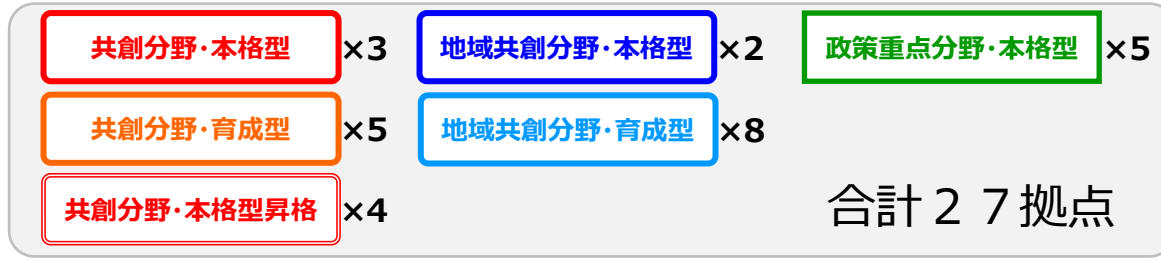 共創分野・本格型 ×3 地域共創分野・本格型 ×2 政策重点分野・本格型 ×5
共創分野・育成型 ×5 地域共創分野・育成型 ×8
共創分野・本格型昇格 ×4 合計２７拠点